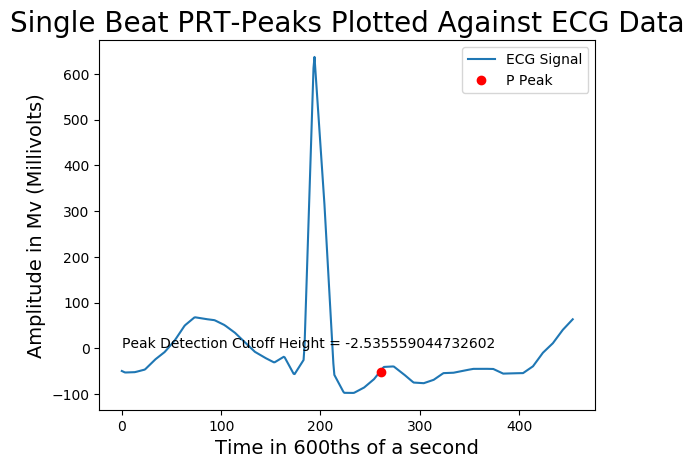 Single Beat PRT-Peaks Plotted Against ECG Data
ECG Signal
P Peak
Amplitude in Mv (Millivolts)
600
500
400
300
200
100
0
−100
Peak Detection Cutoff Height = -2.535559044732602
0 100 200 300 400
Time in 600ths of a second